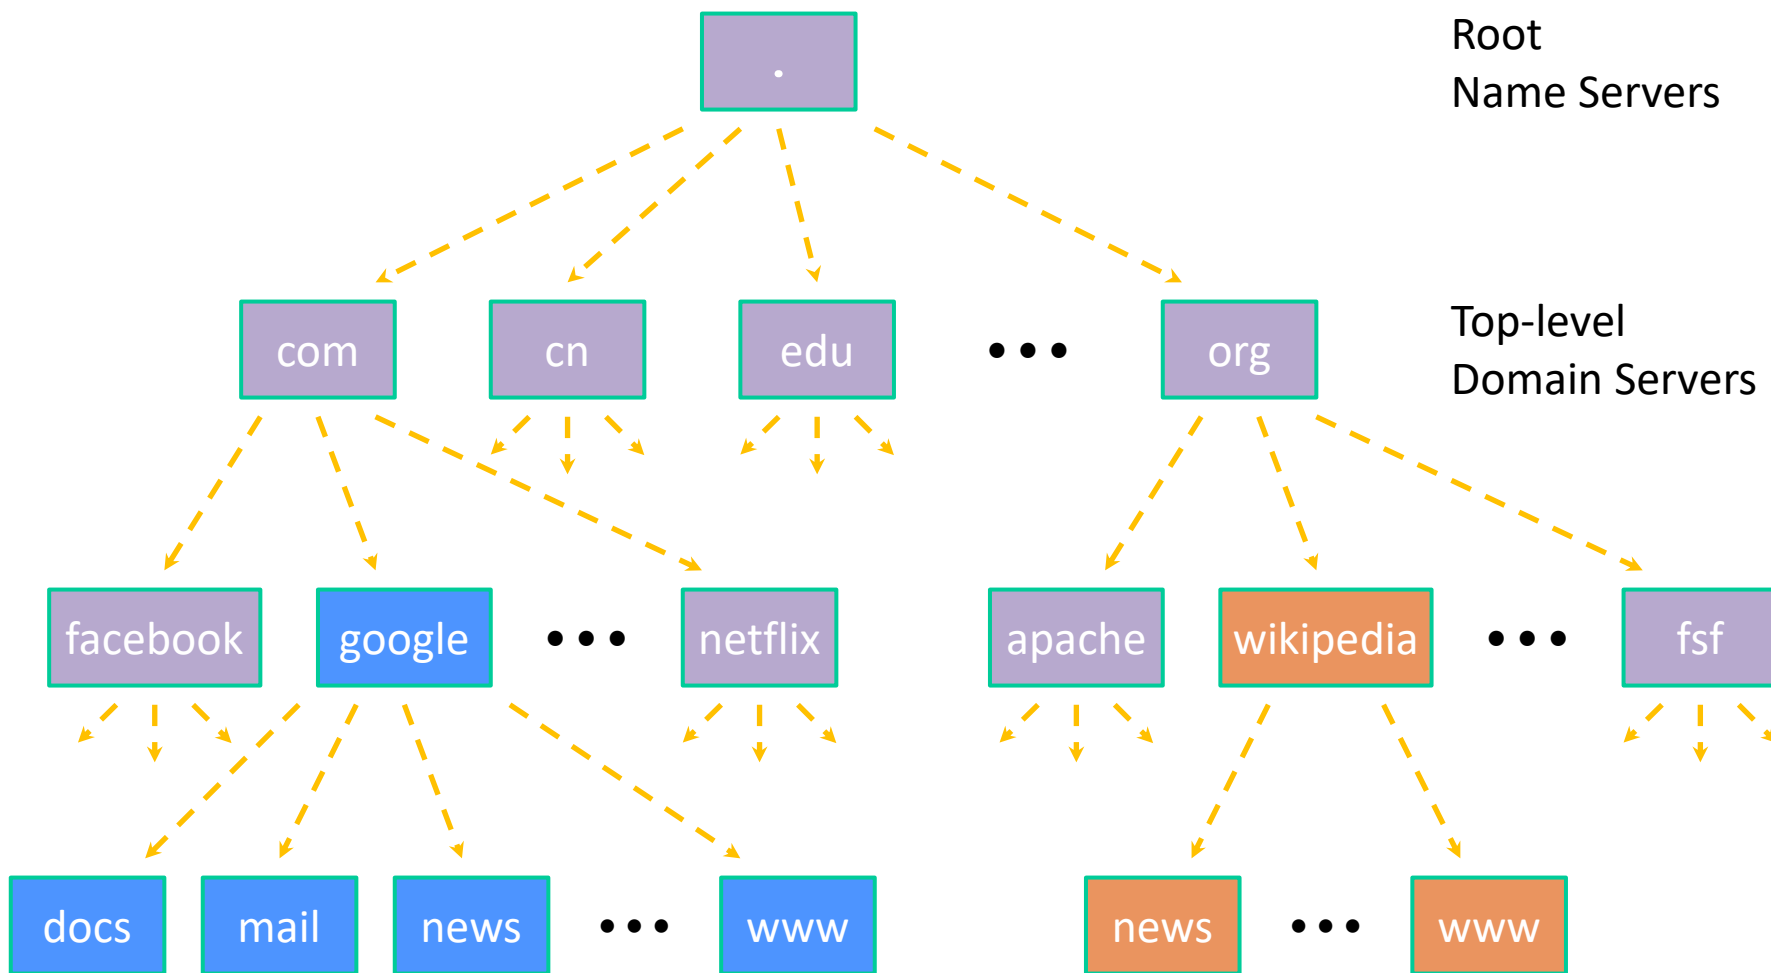 .
Root
Name Servers
com
cn
edu
•••
org
Top-level
Domain Servers
facebook
google
•••
netflix
apache
wikipedia
•••
fsf
docs
mail
news
•••
www
news
•••
www